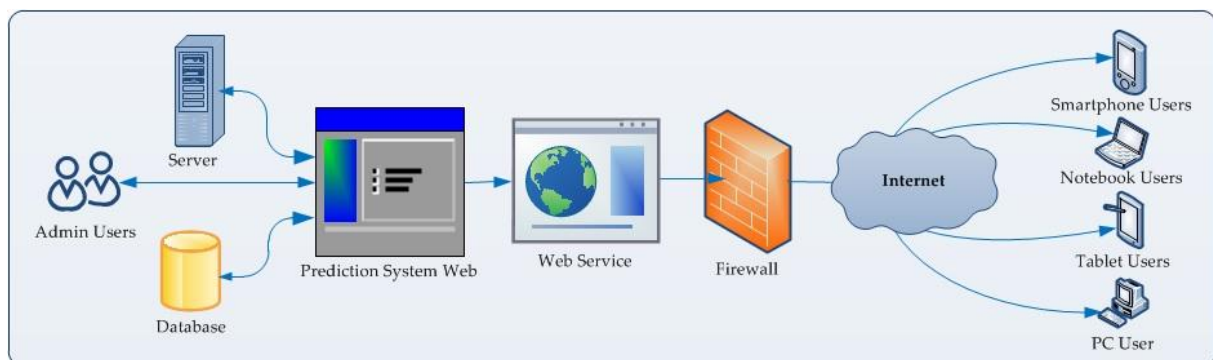 Server
Admin Users
Database
Prediction System Web
Web Service
Firewall
Internet
Smartphone Users
Notebook Users
Tablet Users
PC User